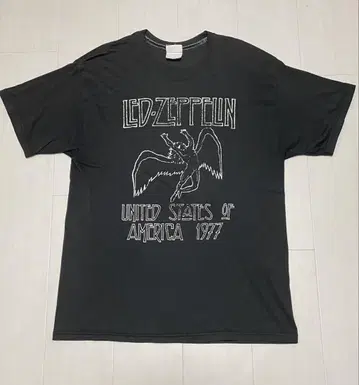 LED-ZEPPELIN
UNITED STATES OF
AMERICA 1977